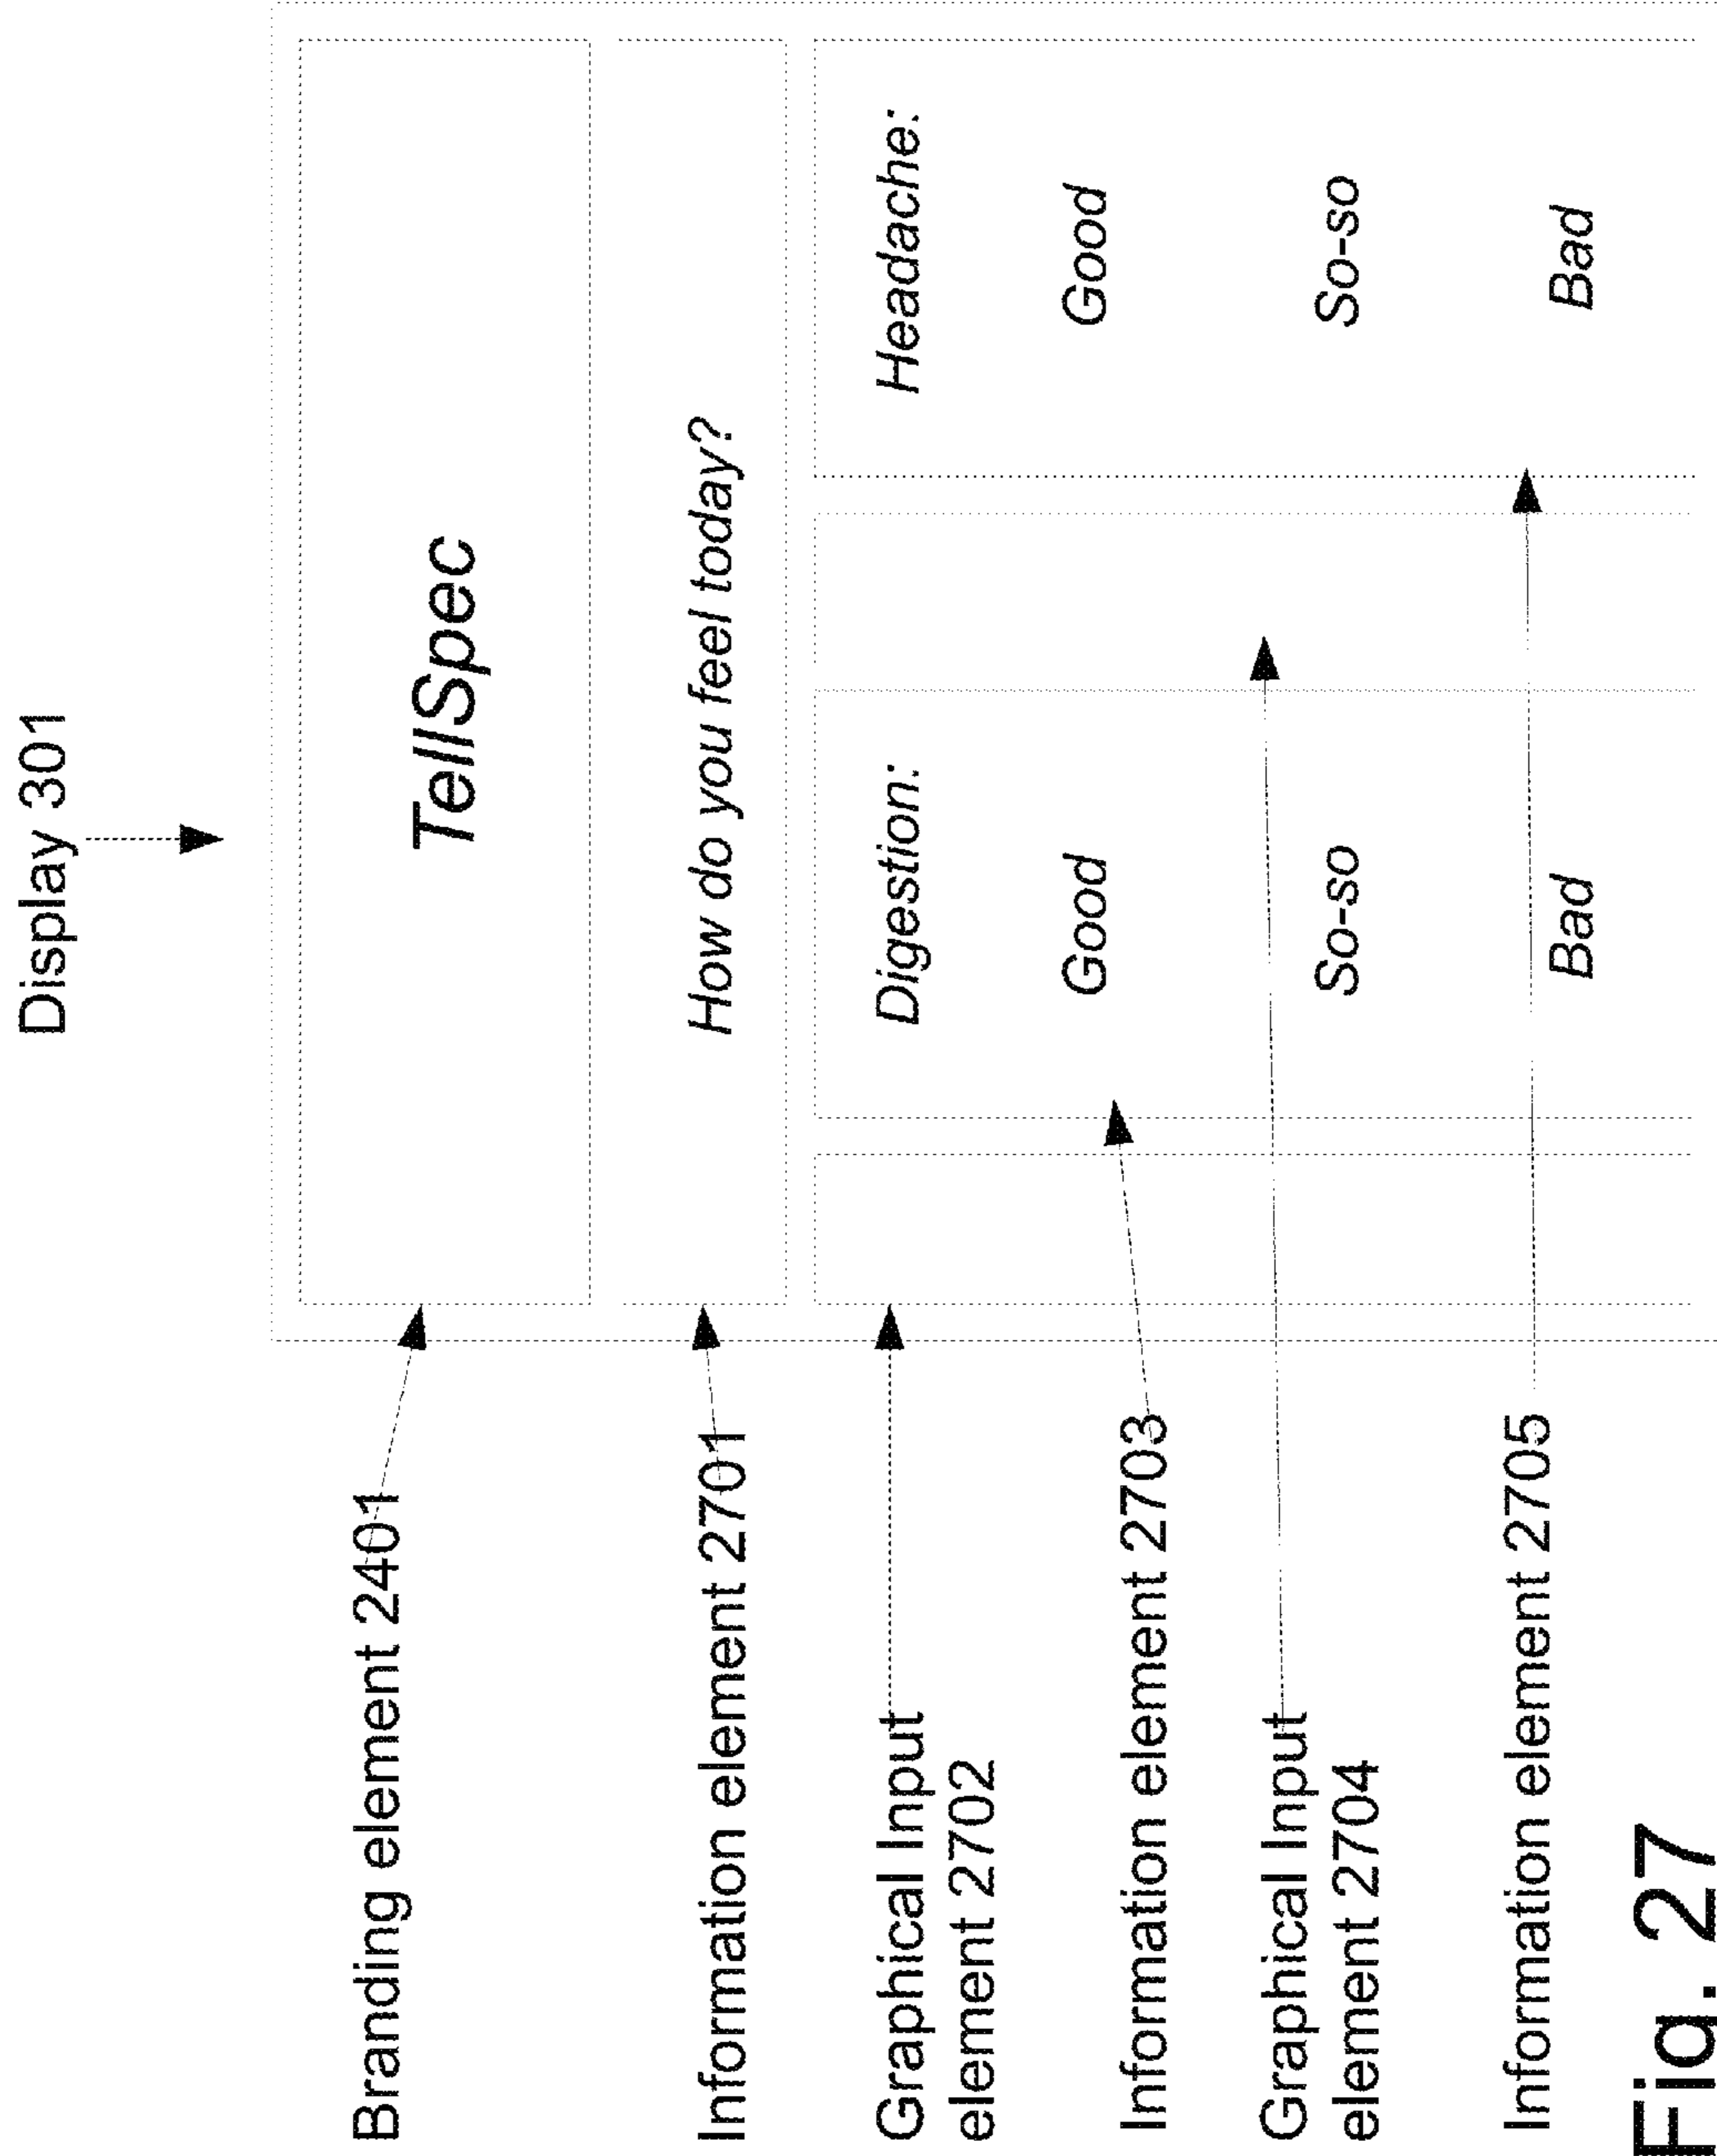 Display 301
Branding element 2401
TellSpec
Information element 2701
How do you feel today?
Graphical Input
element 2702
Digestion:
Headache:
Information element 2703
Good
Good
Graphical Input
element 2704
So-so
So-so
Information element 2705
Bad
Bad
Fig. 27